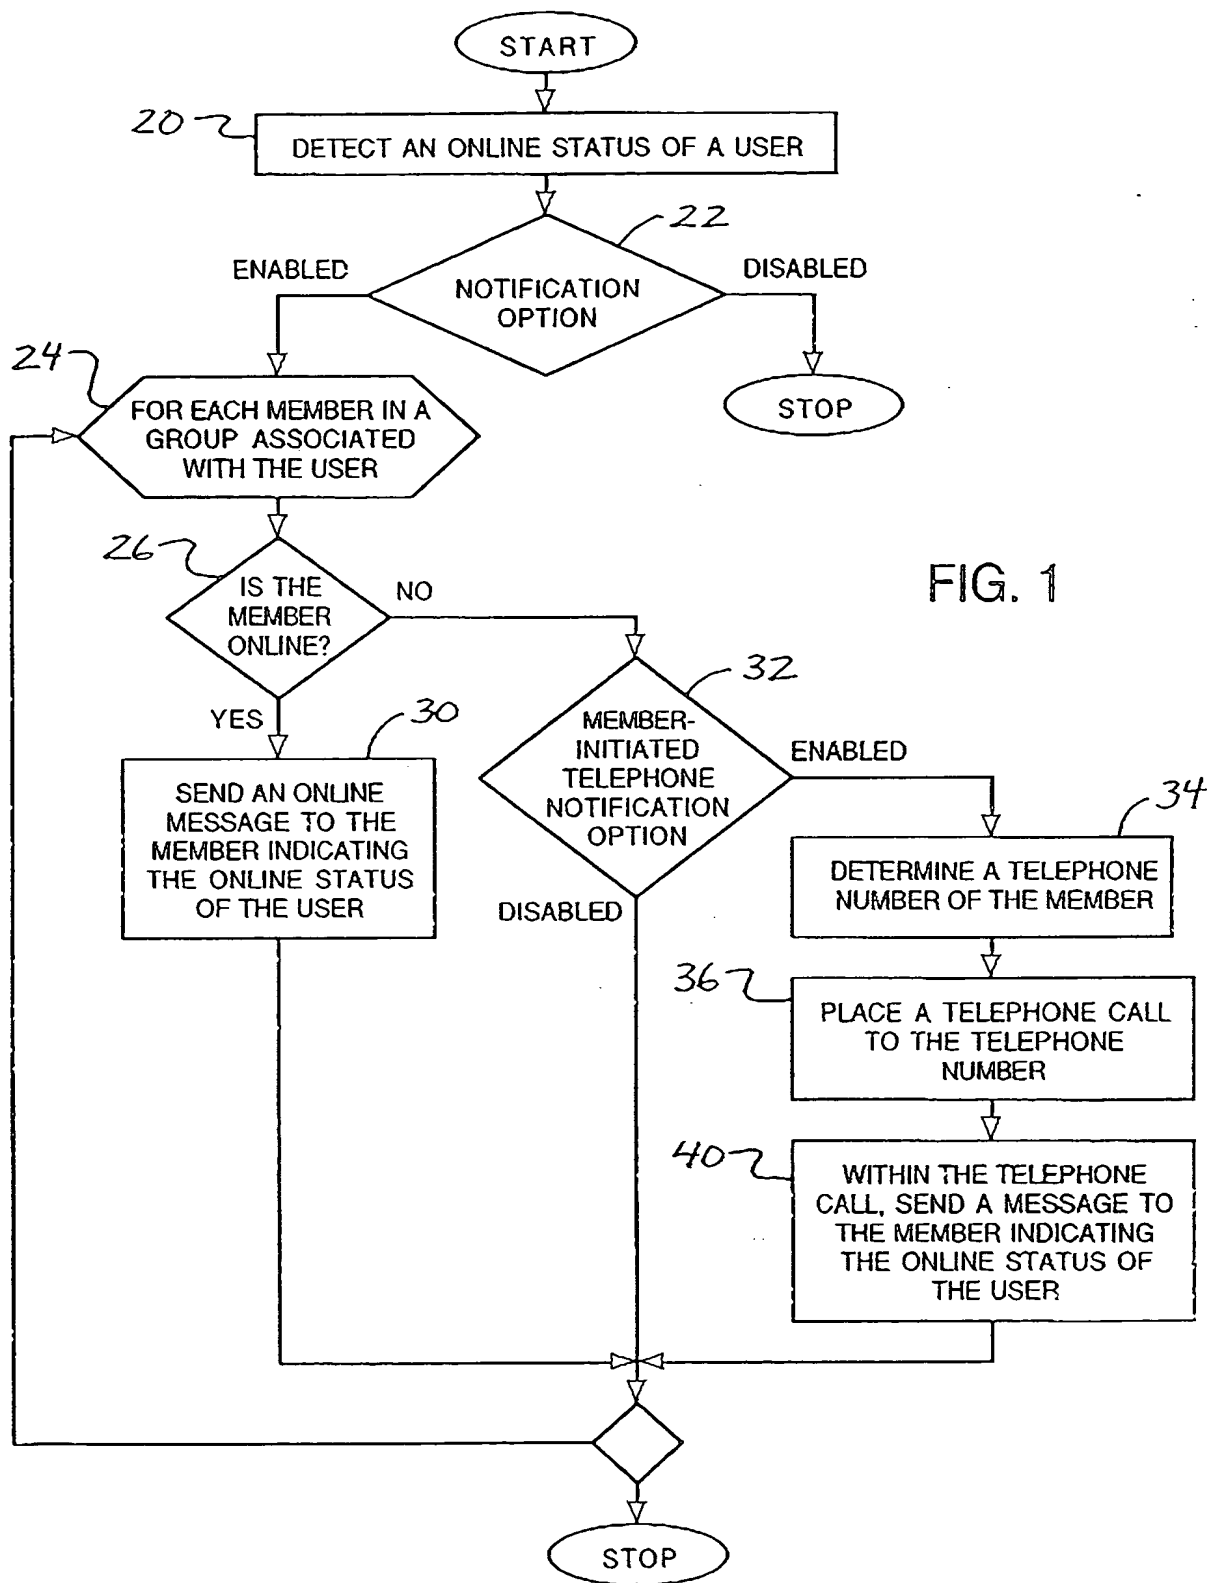 START
20
DETECT AN ONLINE STATUS OF A USER
22
ENABLED
DISABLED
NOTIFICATION
OPTION
24
FOR EACH MEMBER IN A
GROUP ASSOCIATED
WITH THE USER
STOP
26
IS THE
MEMBER
ONLINE?
NO
FIG. 1
YES
30
SEND AN ONLINE
MESSAGE TO THE
MEMBER INDICATING
THE ONLINE STATUS
OF THE USER
32
MEMBER-
INITIATED
TELEPHONE
NOTIFICATION
OPTION
ENABLED
DISABLED
34
DETERMINE A TELEPHONE
NUMBER OF THE MEMBER
36
PLACE A TELEPHONE CALL
TO THE TELEPHONE
NUMBER
40
WITHIN THE TELEPHONE
CALL, SEND A MESSAGE TO
THE MEMBER INDICATING
THE ONLINE STATUS OF
THE USER
STOP